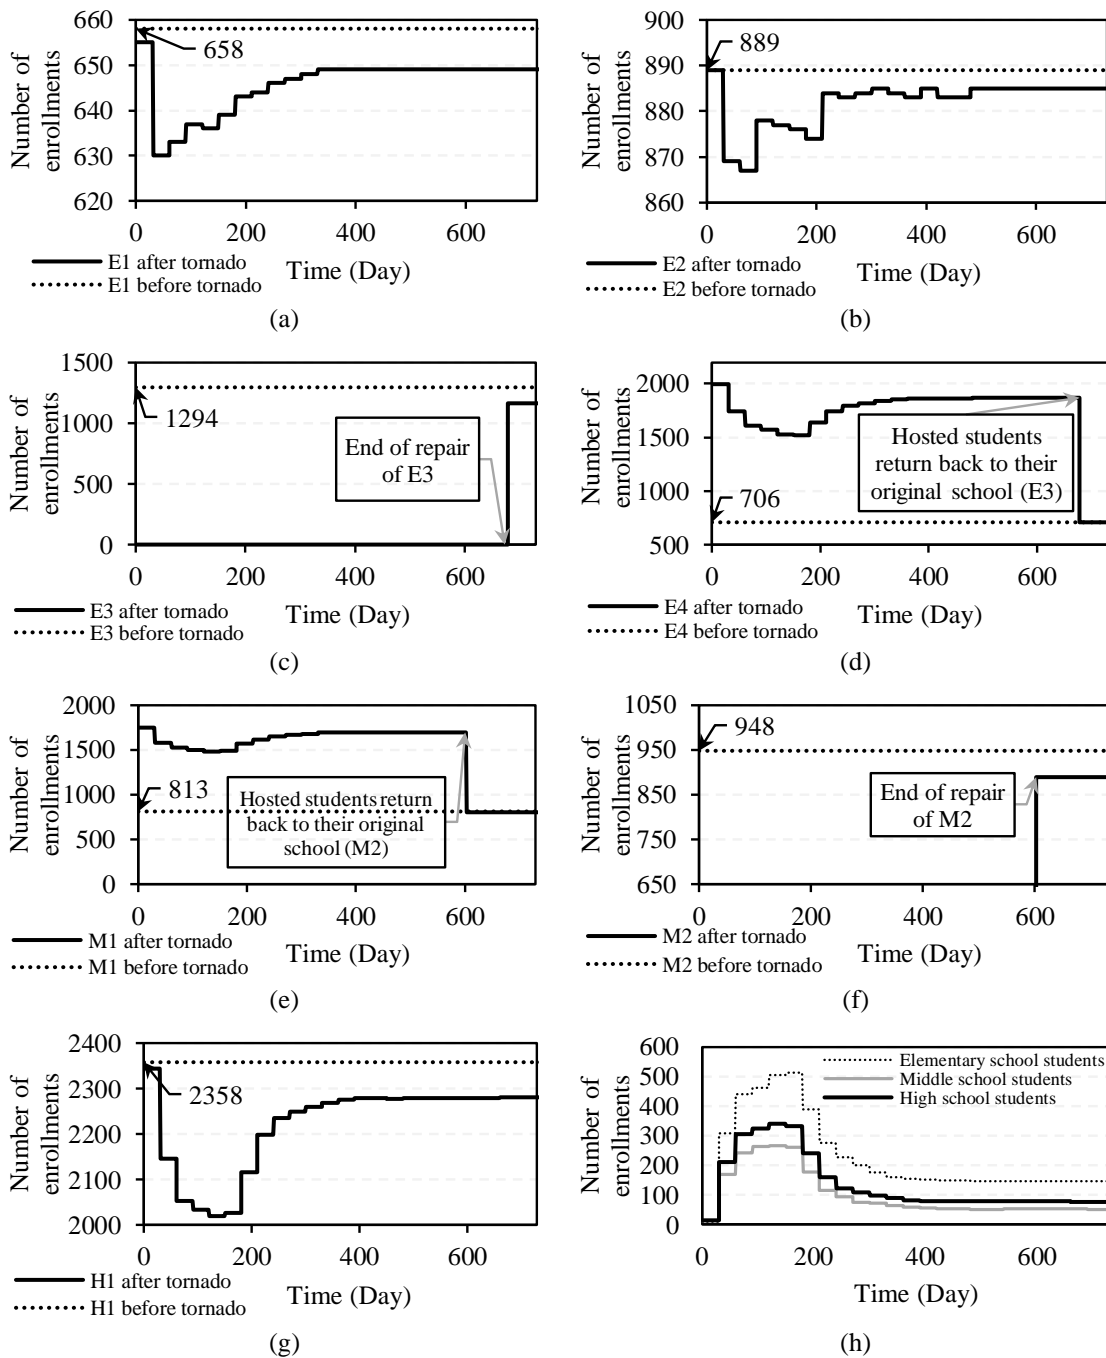 Number of
enrollments
660
650
640
630
620
658
0
200
400
600
E1 after tornado
E1 before tornado
Time (Day)
(a)
Number of
enrollments
900
890
880
870
860
889
0
200
400
600
E2 after tornado
E2 before tornado
Time (Day)
(b)
Number of
enrollments
1500
1000
500
0
1294
End of repair
of E3
0
200
400
600
E3 after tornado
E3 before tornado
Time (Day)
(c)
Number of
enrollments
2000
1500
1000
500
706
Hosted students
return back to their
original school (E3)
0
200
400
600
E4 after tornado
E4 before tornado
Time (Day)
(d)
Number of
enrollments
2000
1500
1000
500
0
813
Hosted students return
back to their original
school (M2)
0
200
400
600
M1 after tornado
M1 before tornado
Time (Day)
(e)
Number of
enrollments
1050
950
850
750
650
948
End of repair
of M2
0
200
400
600
M2 after tornado
M2 before tornado
Time (Day)
(f)
Number of
enrollments
2400
2300
2200
2100
2000
2358
0
200
400
600
H1 after tornado
H1 before tornado
Time (Day)
(g)
Number of
enrollments
600
500
400
300
200
100
0
Elementary school students
Middle school students
High school students
0
200
400
600
Time (Day)
(h)